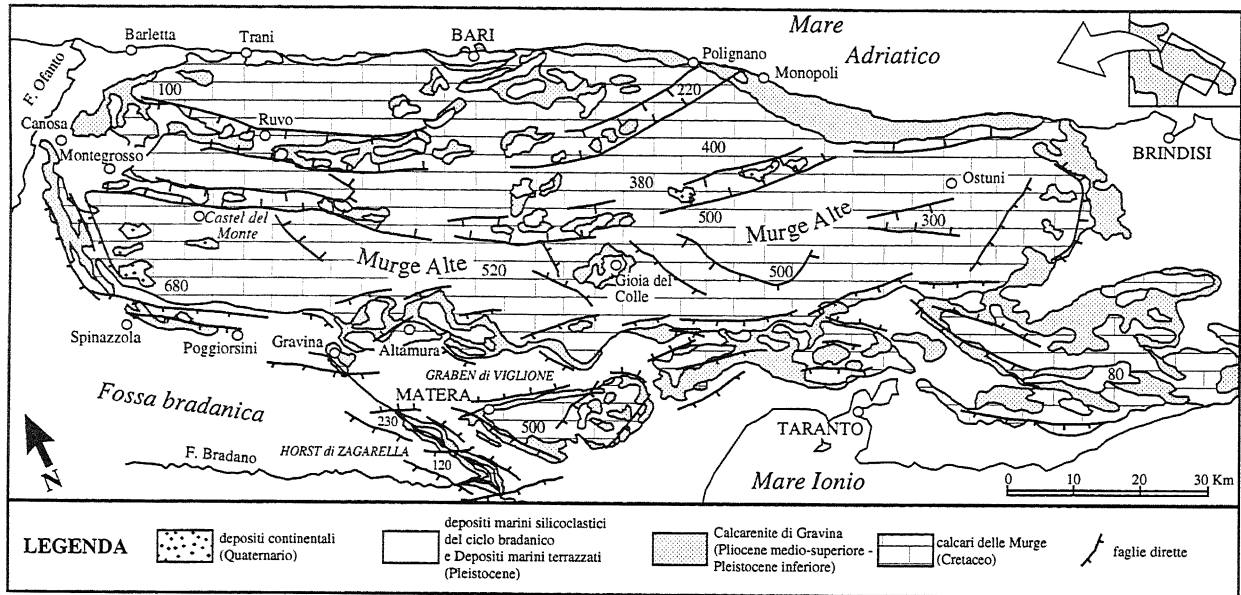 Mare
Adriatico
Barletta
Trani
BARI
Polignano
Monopoli
F. Ofanto
100
220
Canosa
Ruvo
Montegrosso
400
BRINDISI
380
Ostuni
Castel del
Monte
500
Murge Alte
300
Murge Alte
520
Gioia del
Colle
500
680
Spinazzola
Poggiorsini
Gravina
Altamura
GRABEN di VIGLIONE
80
Fossa bradanica
MATERA
230
500
TARANTO
HORST di ZAGARELLA
120
F. Bradano
N
Mare Ionio
0 10 20 30 Km
LEGENDA
depositi continentali
(Quaternario)
depositi marini silicoclastici
del ciclo bradanico
e Depositi marini terrazzati
(Pleistocene)
Calcarenite di Gravina
(Pliocene medio-superiore -
Pleistocene inferiore)
calcari delle Murge
(Cretaceo)
faglie dirette